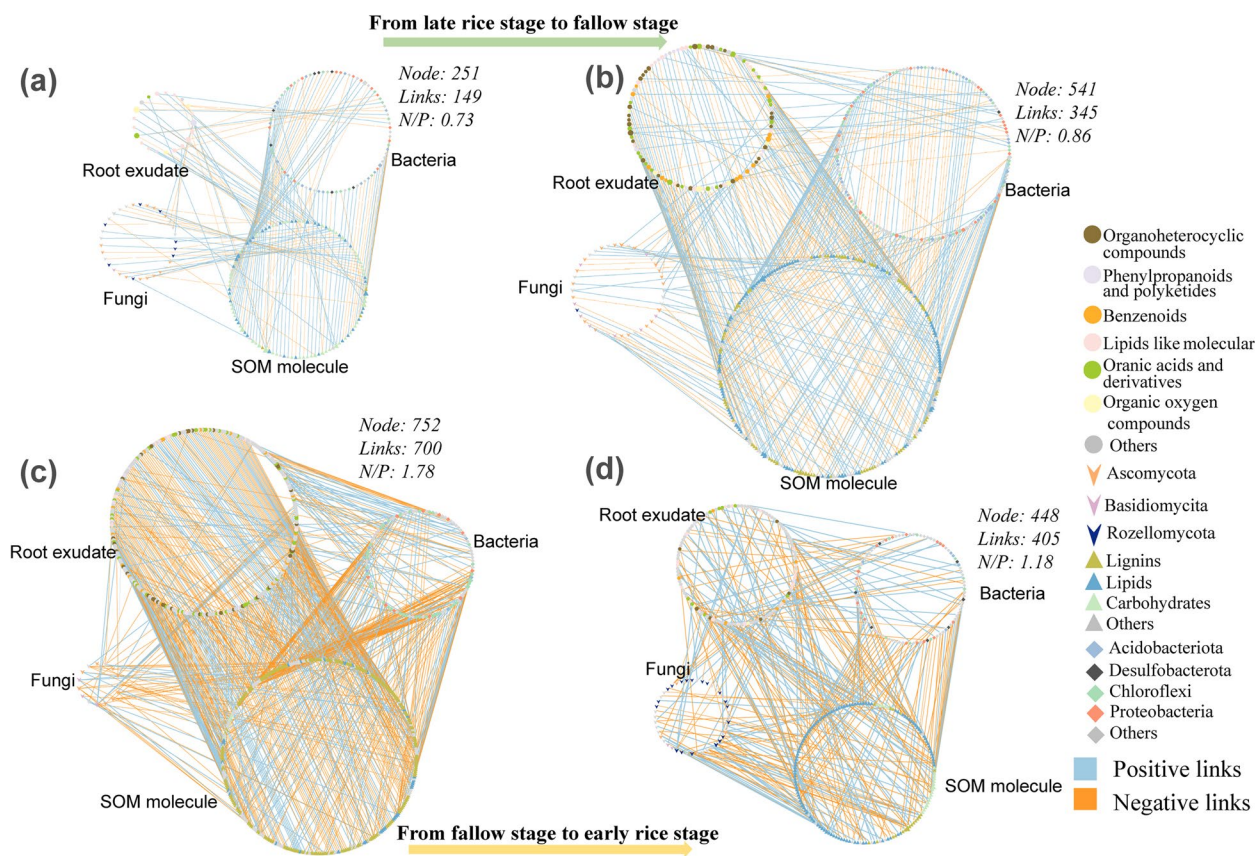 From late rice stage to fallow stage
(a)
Node: 251
Links: 149
N/P: 0.73
Root exudate
Bacteria
Fungi
SOM molecule
(b)
Node: 541
Links: 345
N/P: 0.86
Root exudate
Bacteria
Fungi
SOM molecule
(c)
Node: 752
Links: 700
N/P: 1.78
Root exudate
Bacteria
Fungi
SOM molecule
(d)
Node: 448
Links: 405
N/P: 1.18
Root exudate
Bacteria
Fungi
SOM molecule
Organoheterocyclic
compounds
Phenylpropanoids
and polyketides
Benzenoids
Lipids like molecular
Oranic acids and
derivatives
Organic oxygen
compounds
Others
Ascomycota
Basidiomycita
Rozellomycota
Lignins
Lipids
Carbohydrates
Others
Acidobacteriota
Desulfobacterota
Chloroflexi
Proteobacteria
Others
Positive links
Negative links
From fallow stage to early rice stage